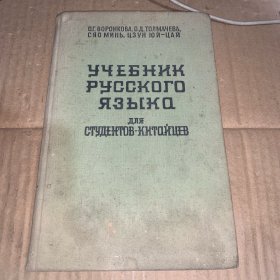 О.Г. ВОРОНКОВА, О.Д. ТОЛМАЧЕВА,
СЯО МИНЬ, ЦЗУН ЮЙ-ЦАЙ
УЧЕБНИК
РУССКОГО
ЯЗЫКА
ДЛЯ
СТУДЕНТОВ-КИТАЙЦЕВ